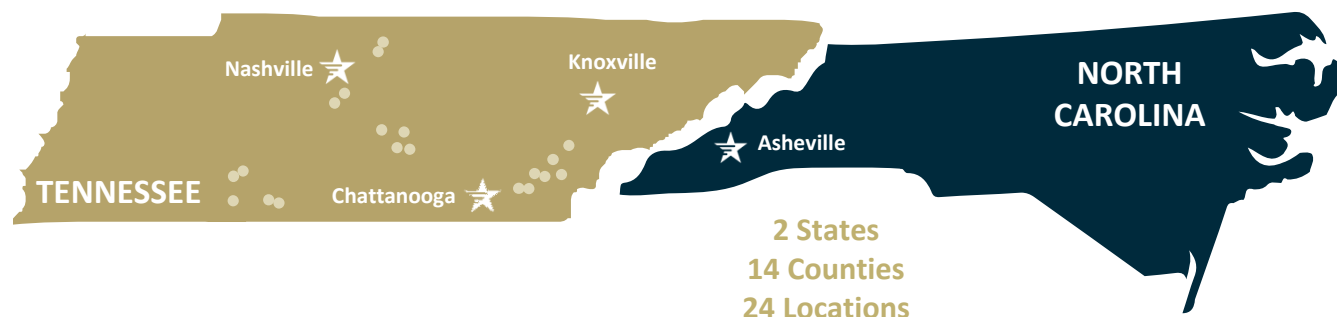 Nashville
Knoxville
NORTH
CAROLINA
Asheville
TENNESSEE
Chattanooga
2 States
14 Counties
24 Locations